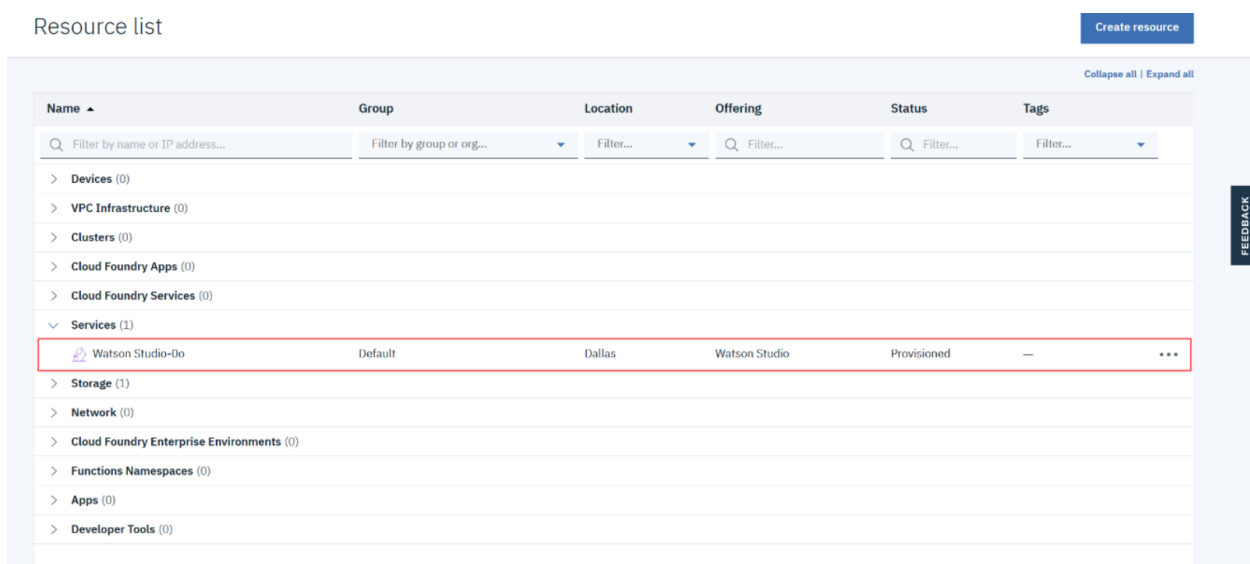 Resource list
Create resource
Collapse all | Expand all
Name Group Location Offering Status Tags
Filter by name or IP address... Filter by group or org... Filter... Filter... Filter... Filter...
Devices (0)
VPC Infrastructure (0)
Clusters (0)
Cloud Foundry Apps (0)
Cloud Foundry Services (0)
Services (1)
Watson Studio-0o Default Dallas Watson Studio Provisioned —
Storage (1)
Network (0)
Cloud Foundry Enterprise Environments (0)
Functions Namespaces (0)
Apps (0)
Developer Tools (0)
FEEDBACK